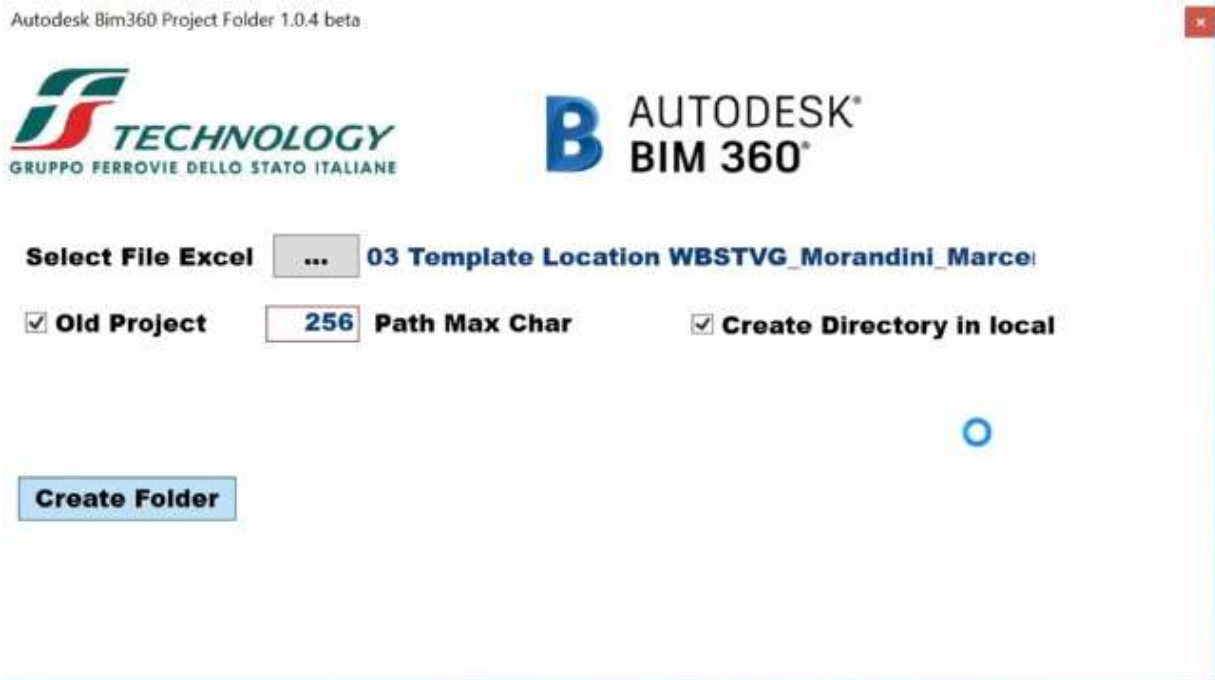 Autodesk Bim360 Project Folder 1.0.4 beta
TECHNOLOGY
GRUPPO FERROVIE DELLO STATO ITALIANE
B AUTODESK®
BIM 360®
Select File Excel ... 03 Template Location WBSTVG_Morandini_Marce
Old Project 256 Path Max Char Create Directory in local
Create Folder